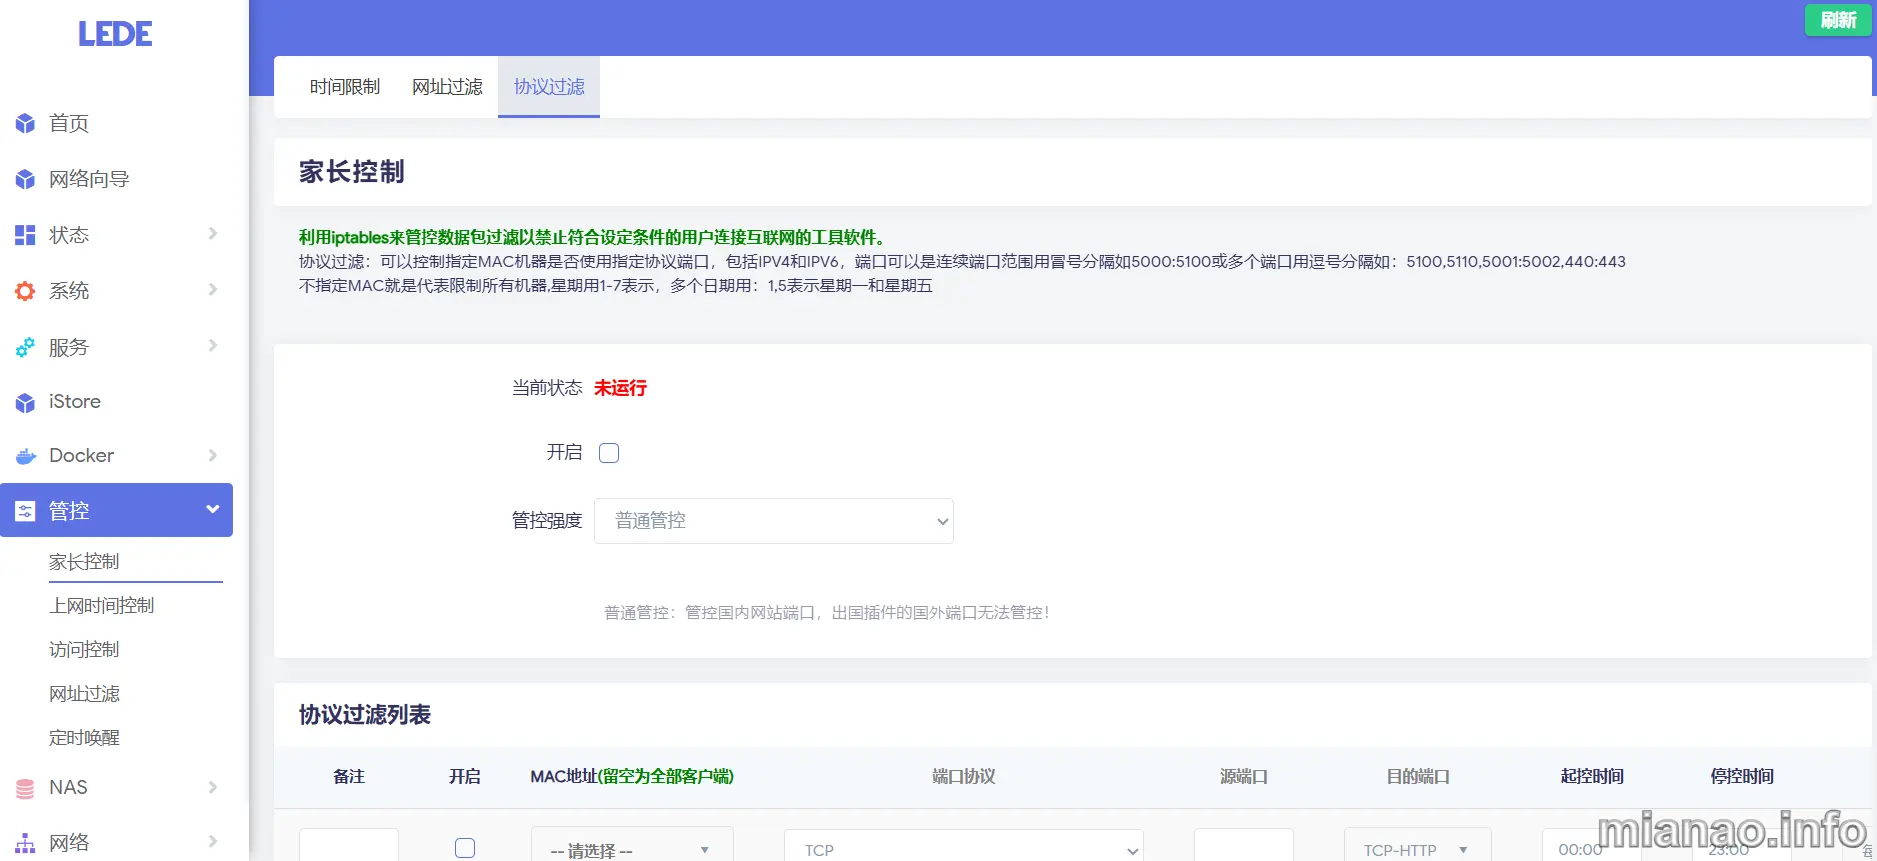 LEDE
刷新
首页
网络向导
状态
系统
服务
iStore
Docker
管控
家长控制
上网时间控制
访问控制
网址过滤
定时唤醒
NAS
网络
时间限制 网址过滤 协议过滤
家长控制
利用iptables来管控数据包过滤以禁止符合设定条件的用户连接互联网的工具软件。
协议过滤：可以控制指定MAC机器是否使用指定协议端口，包括IPV4和IPV6，端口可以是连续端口范围用冒号分隔如5000:5100或多个端口用逗号分隔如：5100,5110,5001:5002,440:443
不指定MAC就是代表限制所有机器,星期用1-7表示，多个日期用：1,5表示星期一和星期五
当前状态 未运行
开启
管控强度 普通管控
普通管控：管控国内网站端口，出国插件的国外端口无法管控！
协议过滤列表
备注 开启 MAC地址(留空为全部客户端) 端口协议 源端口 目的端口 起控时间 停控时间
-- 请选择 -- TCP TCP-HTTP 00:00 23:00
mianao.info